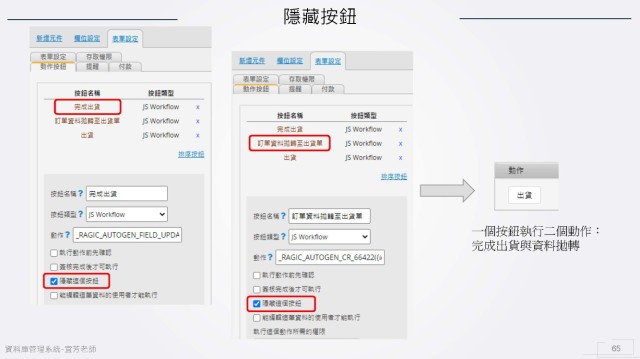 隱藏按鈕
新增元件 欄位設定 表單設定
表單設定 存取權限
動作按鈕 提醒 付款
按鈕名稱 按鈕類型
完成出貨 JS Workflow x
訂單資料拋轉至出貨單 JS Workflow x
出貨 JS Workflow x
排序按鈕
按鈕名稱 ? 完成出貨
按鈕類型 ? JS Workflow
動作 ? _RAGIC_AUTOGEN_FIELD_UPDA
執行動作前先確認
簽核完成後才可執行
隱藏這個按鈕
能編輯這筆資料的使用者才能執行
新增元件 欄位設定 表單設定
表單設定 存取權限
動作按鈕 提醒 付款
按鈕名稱 按鈕類型
完成出貨 JS Workflow x
訂單資料拋轉至出貨單 JS Workflow x
出貨 JS Workflow x
排序按鈕
按鈕名稱 ? 訂單資料拋轉至出貨單
按鈕類型 ? JS Workflow
動作 ? _RAGIC_AUTOGEN_CR_66422({i
執行動作前先確認
簽核完成後才可執行
隱藏這個按鈕
能編輯這筆資料的使用者才能執行
執行這個動作所需的權限
動作
出貨
一個按鈕執行二個動作：
完成出貨與資料拋轉
資料庫管理系統-宜芳老師
65